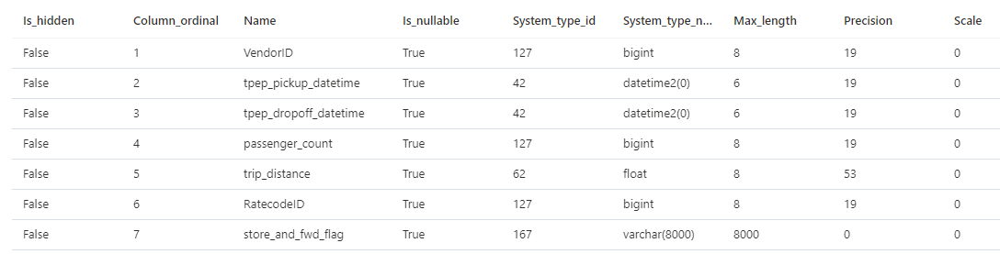 Is_hidden Column_ordinal Name Is_nullable System_type_id System_type_n... Max_length Precision Scale
False 1 VendorID True 127 bigint 8 19 0
False 2 tpep_pickup_datetime True 42 datetime2(0) 6 19 0
False 3 tpep_dropoff_datetime True 42 datetime2(0) 6 19 0
False 4 passenger_count True 127 bigint 8 19 0
False 5 trip_distance True 62 float 8 53 0
False 6 RatecodeID True 127 bigint 8 19 0
False 7 store_and_fwd_flag True 167 varchar(8000) 8000 0 0